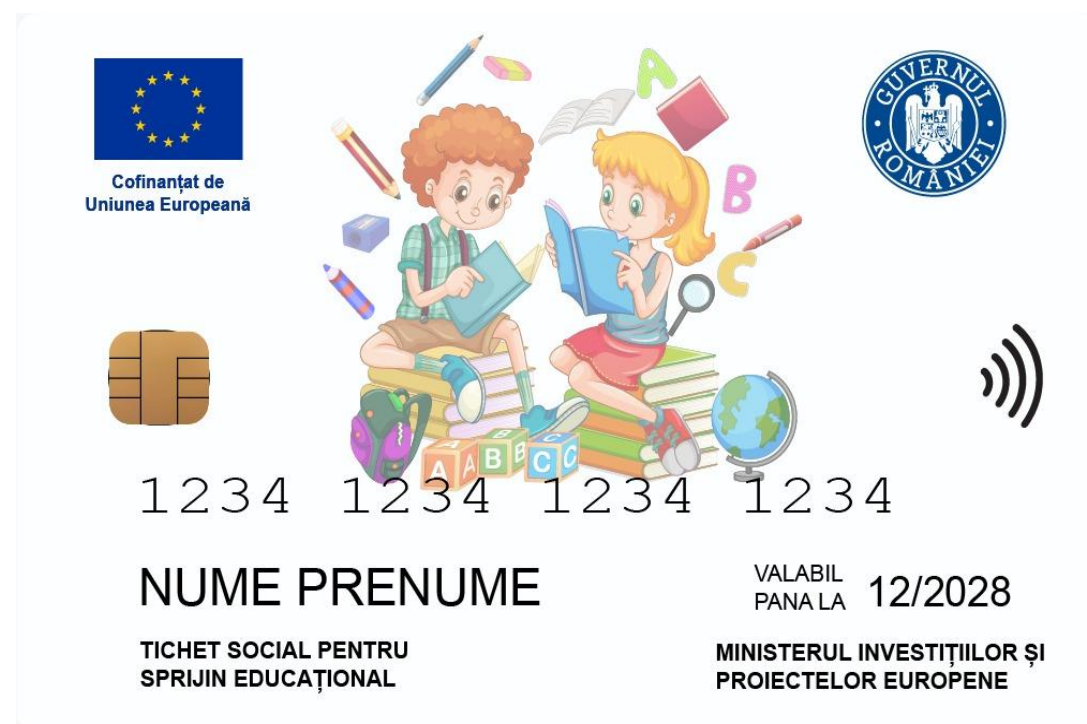 Cofinanțat de
Uniunea Europeană
GUVERNUL ROMÂNIEI
A
B
C
A A B B C C
B C
1234 1234 1234 1234
NUME PRENUME
VALABIL
PANA LA 12/2028
TICHET SOCIAL PENTRU
SPRIJIN EDUCAȚIONAL
MINISTERUL INVESTIȚIILOR ȘI
PROIECTELOR EUROPENE